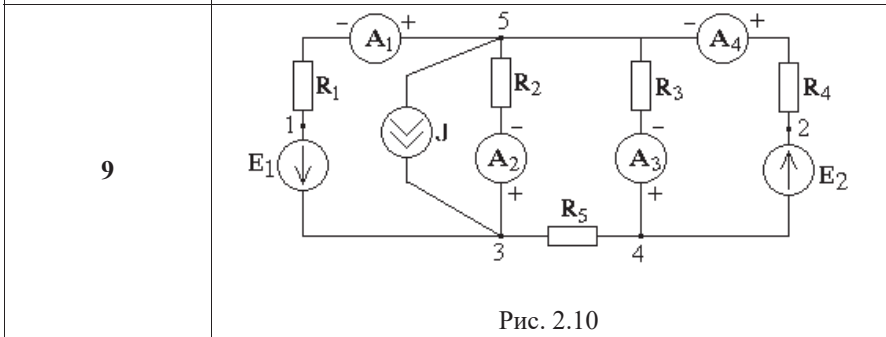 5
− A1 + − A4 +
R1 R2 R3 R4
1 J − − 2
9 E1 A2 A3 E2
+ R5 +
3 4
Рис. 2.10